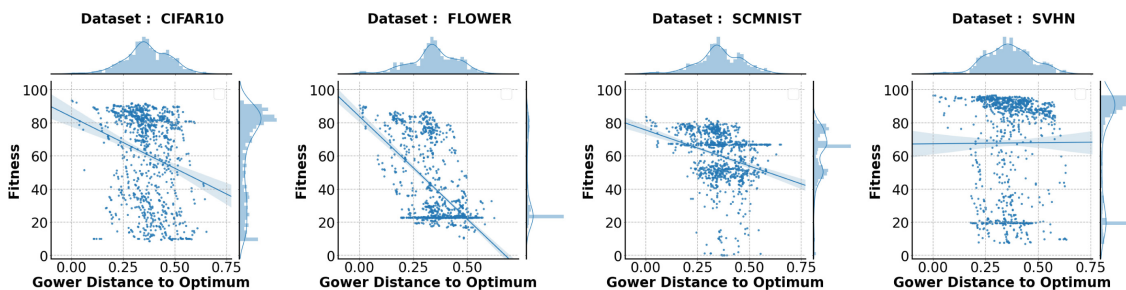 Dataset : CIFAR10
Dataset : FLOWER
Dataset : SCMNIST
Dataset : SVHN
100
80
60
40
20
0
Fitness
0.00 0.25 0.50 0.75
Gower Distance to Optimum
100
80
60
40
20
0
Fitness
0.00 0.25 0.50
Gower Distance to Optimum
100
80
60
40
20
0
Fitness
0.00 0.25 0.50 0.75
Gower Distance to Optimum
100
80
60
40
20
0
Fitness
0.00 0.25 0.50 0.75
Gower Distance to Optimum